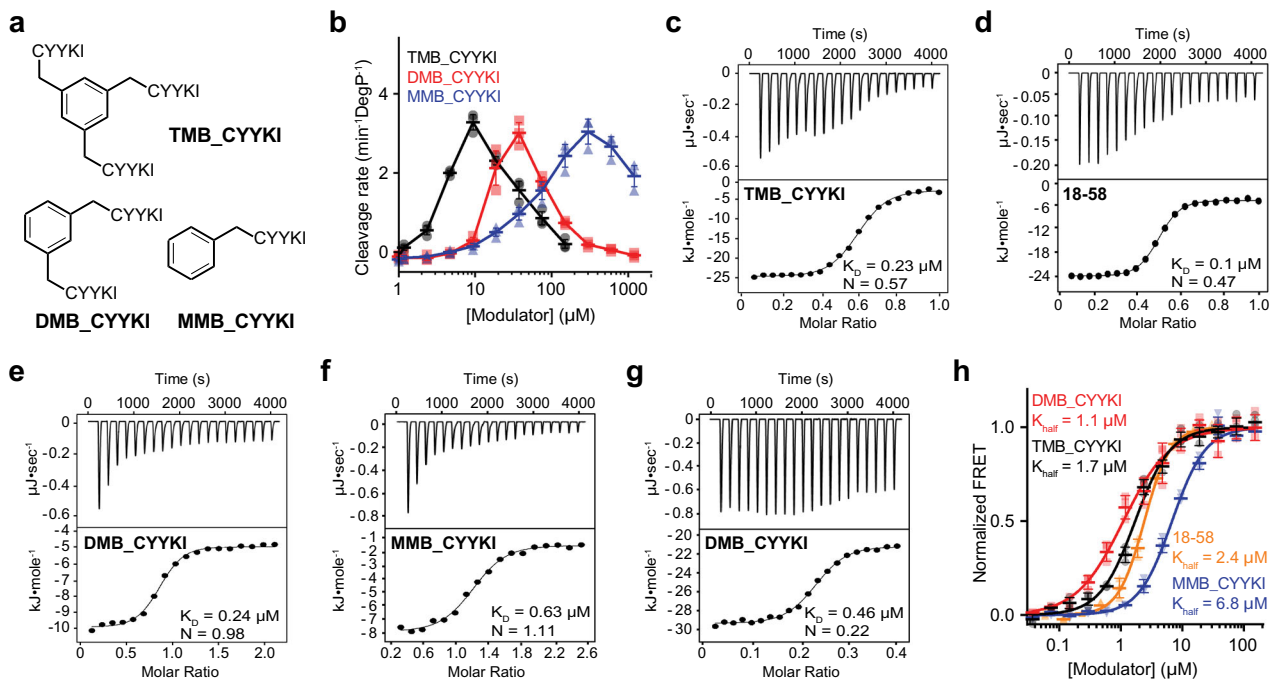 a
CYYKI
CYYKI
CYYKI
TMB_CYYKI
CYYKI
CYYKI
CYYKI
DMB_CYYKI
MMB_CYYKI
b
Cleavage rate (min⁻¹DegP⁻¹)
4
2
0
TMB_CYYKI
DMB_CYYKI
MMB_CYYKI
1 10 100 1000
[Modulator] (µM)
c
Time (s)
0 1000 2000 3000 4000
µJ•sec⁻¹
0
-0.2
-0.4
-0.6
kJ•mole⁻¹
0
-5
-10
-15
-20
-25
TMB_CYYKI
K_D = 0.23 µM
N = 0.57
0 0.2 0.4 0.6 0.8 1.0
Molar Ratio
d
Time (s)
0 1000 2000 3000 4000
µJ•sec⁻¹
0
-0.05
-0.10
-0.15
-0.20
kJ•mole⁻¹
0
-6
-12
-18
-24
18-58
K_D = 0.1 µM
N = 0.47
0 0.2 0.4 0.6 0.8 1.0
Molar Ratio
e
Time (s)
0 1000 2000 3000 4000
µJ•sec⁻¹
0
-0.2
-0.4
-0.6
kJ•mole⁻¹
-4
-5
-6
-7
-8
-9
-10
DMB_CYYKI
K_D = 0.24 µM
N = 0.98
0 0.5 1.0 1.5 2.0
Molar Ratio
f
Time (s)
0 1000 2000 3000 4000
µJ•sec⁻¹
0
-0.2
-0.4
-0.6
-0.8
kJ•mole⁻¹
-1
-2
-3
-4
-5
-6
-7
-8
MMB_CYYKI
K_D = 0.63 µM
N = 1.11
0.2 0.6 1.0 1.4 1.8 2.2 2.6
Molar Ratio
g
Time (s)
0 1000 2000 3000 4000
µJ•sec⁻¹
0
-0.2
-0.4
-0.6
-0.8
kJ•mole⁻¹
-20
-22
-24
-26
-28
-30
DMB_CYYKI
K_D = 0.46 µM
N = 0.22
0 0.1 0.2 0.3 0.4
Molar Ratio
h
Normalized FRET
1.0
0.5
0.0
DMB_CYYKI
K_half = 1.1 µM
TMB_CYYKI
K_half = 1.7 µM
18-58
K_half = 2.4 µM
MMB_CYYKI
K_half = 6.8 µM
0.1 1 10 100
[Modulator] (µM)